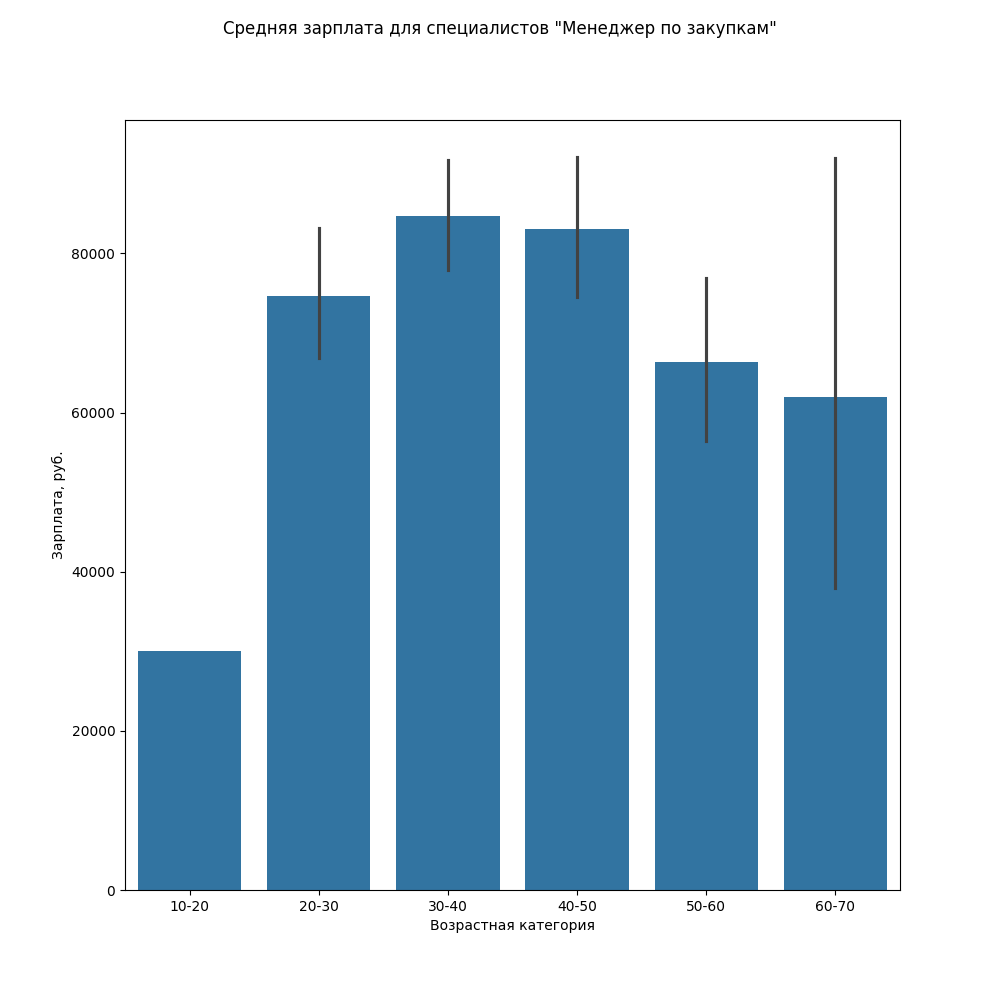 Средняя зарплата для специалистов "Менеджер по закупкам"
Зарплата, руб.
80000
60000
40000
20000
0
10-20 20-30 30-40 40-50 50-60 60-70
Возрастная категория